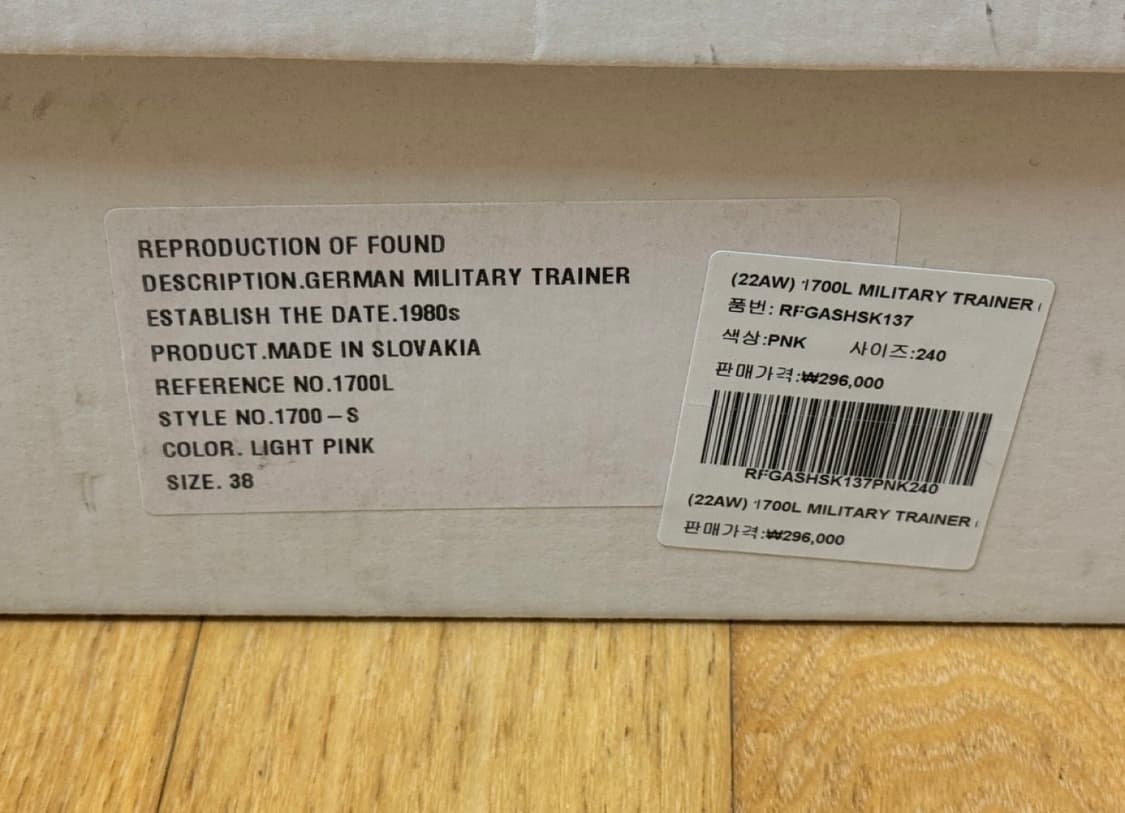 REPRODUCTION OF FOUND
DESCRIPTION.GERMAN MILITARY TRAINER
ESTABLISH THE DATE.1980s
PRODUCT.MADE IN SLOVAKIA
REFERENCE NO.1700L
STYLE NO.1700-S
COLOR. LIGHT PINK
SIZE. 38
(22AW) 1700L MILITARY TRAINER (
품번: RFGASHSK137
색상:PNK 사이즈:240
판매가격:₩296,000
RFGASHSK137PNK240
(22AW) 1700L MILITARY TRAINER (
판매가격:₩296,000